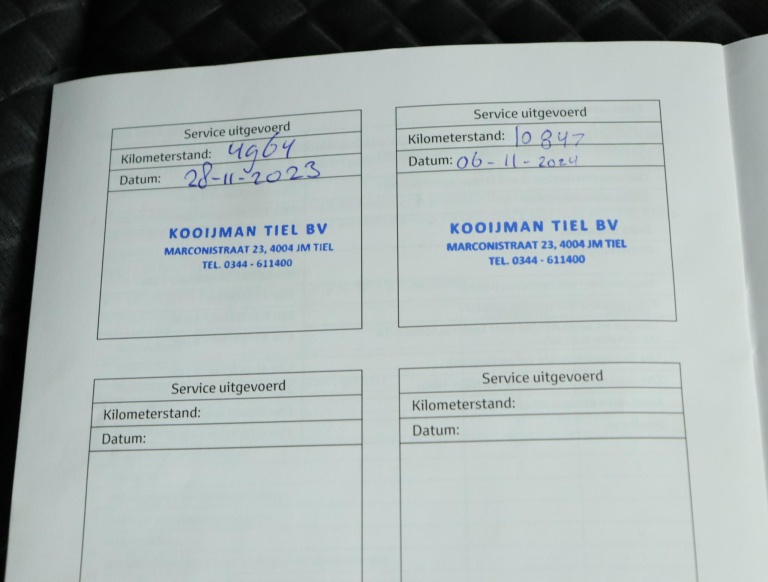 Service uitgevoerd
Kilometerstand: 4964
Datum: 28-11-2023
KOOIJMAN TIEL BV
MARCONISTRAAT 23, 4004 JM TIEL
TEL. 0344 - 611400
Service uitgevoerd
Kilometerstand: 10847
Datum: 06-11-2024
KOOIJMAN TIEL BV
MARCONISTRAAT 23, 4004 JM TIEL
TEL. 0344 - 611400
Service uitgevoerd
Kilometerstand:
Datum:
Service uitgevoerd
Kilometerstand:
Datum: